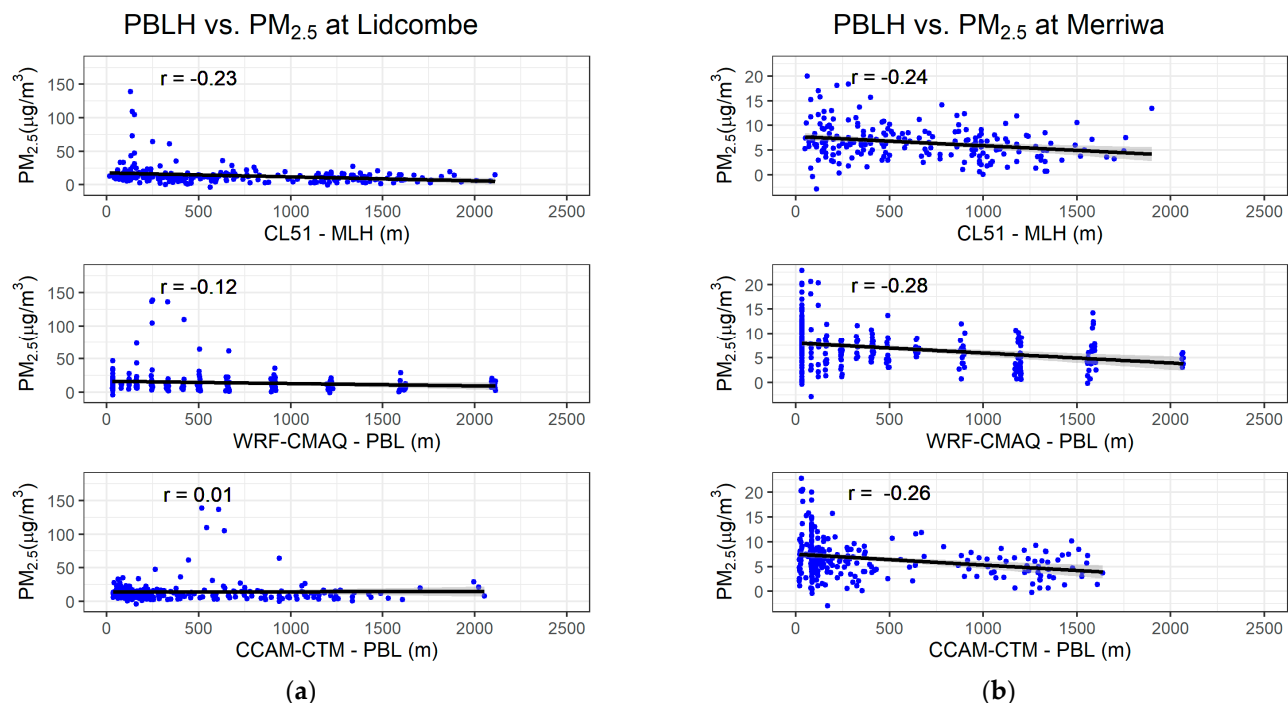 PBLH vs. PM2.5 at Lidcombe
r = -0.23
PM2.5(µg/m3)
150
100
50
0
0 500 1000 1500 2000 2500
CL51 - MLH (m)
r = -0.12
PM2.5(µg/m3)
150
100
50
0
0 500 1000 1500 2000 2500
WRF-CMAQ - PBL (m)
r = 0.01
PM2.5(µg/m3)
150
100
50
0
0 500 1000 1500 2000 2500
CCAM-CTM - PBL (m)
(a)
PBLH vs. PM2.5 at Merriwa
r = -0.24
PM2.5(µg/m3)
20
15
10
5
0
0 500 1000 1500 2000 2500
CL51 - MLH (m)
r = -0.28
PM2.5(µg/m3)
20
15
10
5
0
0 500 1000 1500 2000 2500
WRF-CMAQ - PBL (m)
r = -0.26
PM2.5(µg/m3)
20
15
10
5
0
0 500 1000 1500 2000 2500
CCAM-CTM - PBL (m)
(b)